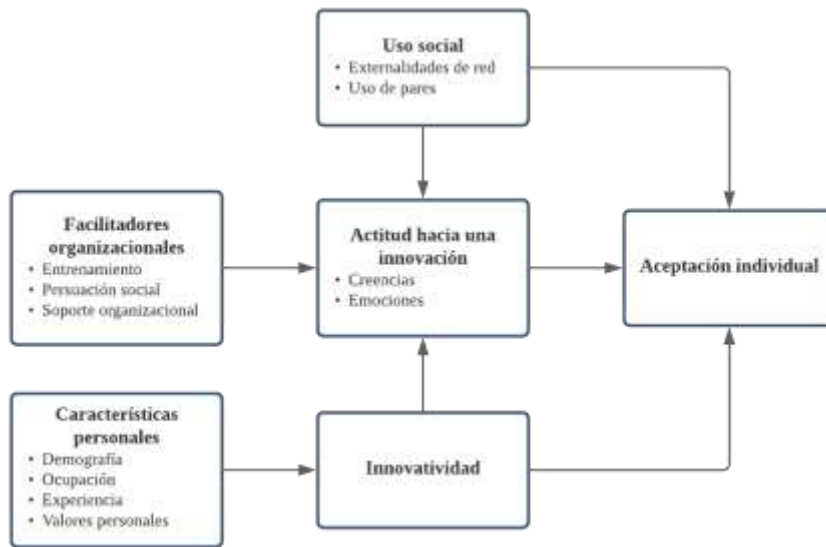 Uso social
• Externalidades de red
• Uso de pares
Facilitadores
organizacionales
• Entrenamiento
• Persuación social
• Soporte organizacional
Actitud hacia una
innovación
• Creencias
• Emociones
Aceptación individual
Características
personales
• Demografía
• Ocupación
• Experiencia
• Valores personales
Innovatividad